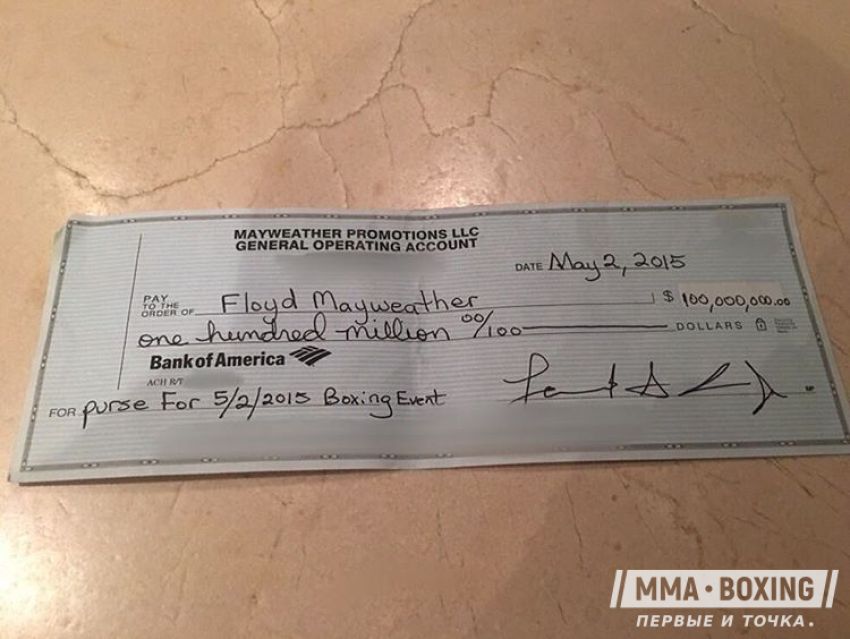 MAYWEATHER PROMOTIONS LLC
GENERAL OPERATING ACCOUNT
DATE May 2, 2015
PAY TO THE ORDER OF Floyd Mayweather $ 100,000,000.00
one hundred million 00/100 DOLLARS
Bank of America
ACH R/T
FOR purse For 5/2/2015 Boxing Event
MMA · BOXING
ПЕРВЫЕ И ТОЧКА.